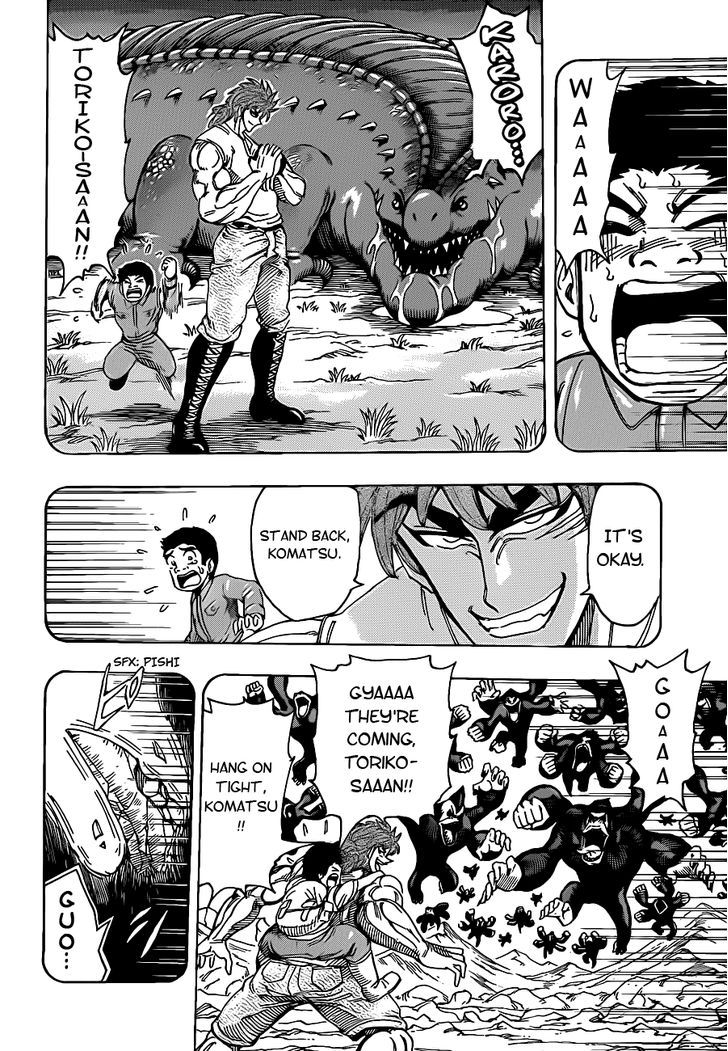 WAAAAA
KARORO...
TORIKO-SAAAN!!
IT'S
OKAY.
STAND BACK,
KOMATSU.
GOAAA
GYAAAA
THEY'RE
COMING,
TORIKO-
SAAAN!!
HANG ON
TIGHT,
KOMATSU
!!
SFX: PISHI
GUO...